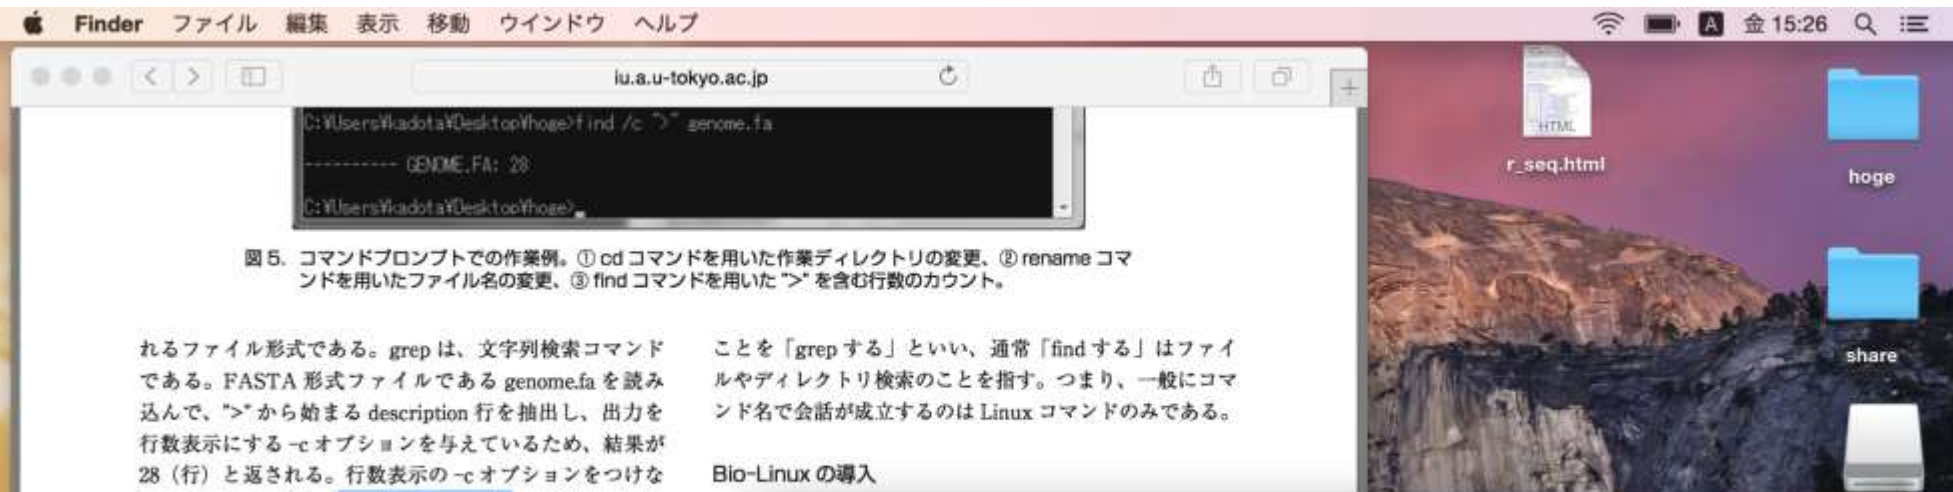 Finder ファイル 編集 表示 移動 ウインドウ ヘルプ
A 金 15:26
iu.a.u-tokyo.ac.jp
C:¥Users¥kadota¥Desktop¥hoge>find /c ">" genome.fa
---------- GENOME.FA: 28
C:¥Users¥kadota¥Desktop¥hoge>_
図 5. コマンドプロンプトでの作業例。① cd コマンドを用いた作業ディレクトリの変更、② rename コマ
ンドを用いたファイル名の変更、③ find コマンドを用いた ">" を含む行数のカウント。
れるファイル形式である。grep は、文字列検索コマンド
である。FASTA 形式ファイルである genome.fa を読み
込んで、">" から始まる description 行を抽出し、出力を
行数表示にする -c オプションを与えているため、結果が
28（行）と返される。行数表示の -c オプションをつけな
ことを「grep する」といい、通常「find する」はファイ
ルやディレクトリ検索のことを指す。つまり、一般にコマ
ンド名で会話が成立するのは Linux コマンドのみである。
Bio-Linux の導入
HTML
r_seq.html
hoge
share